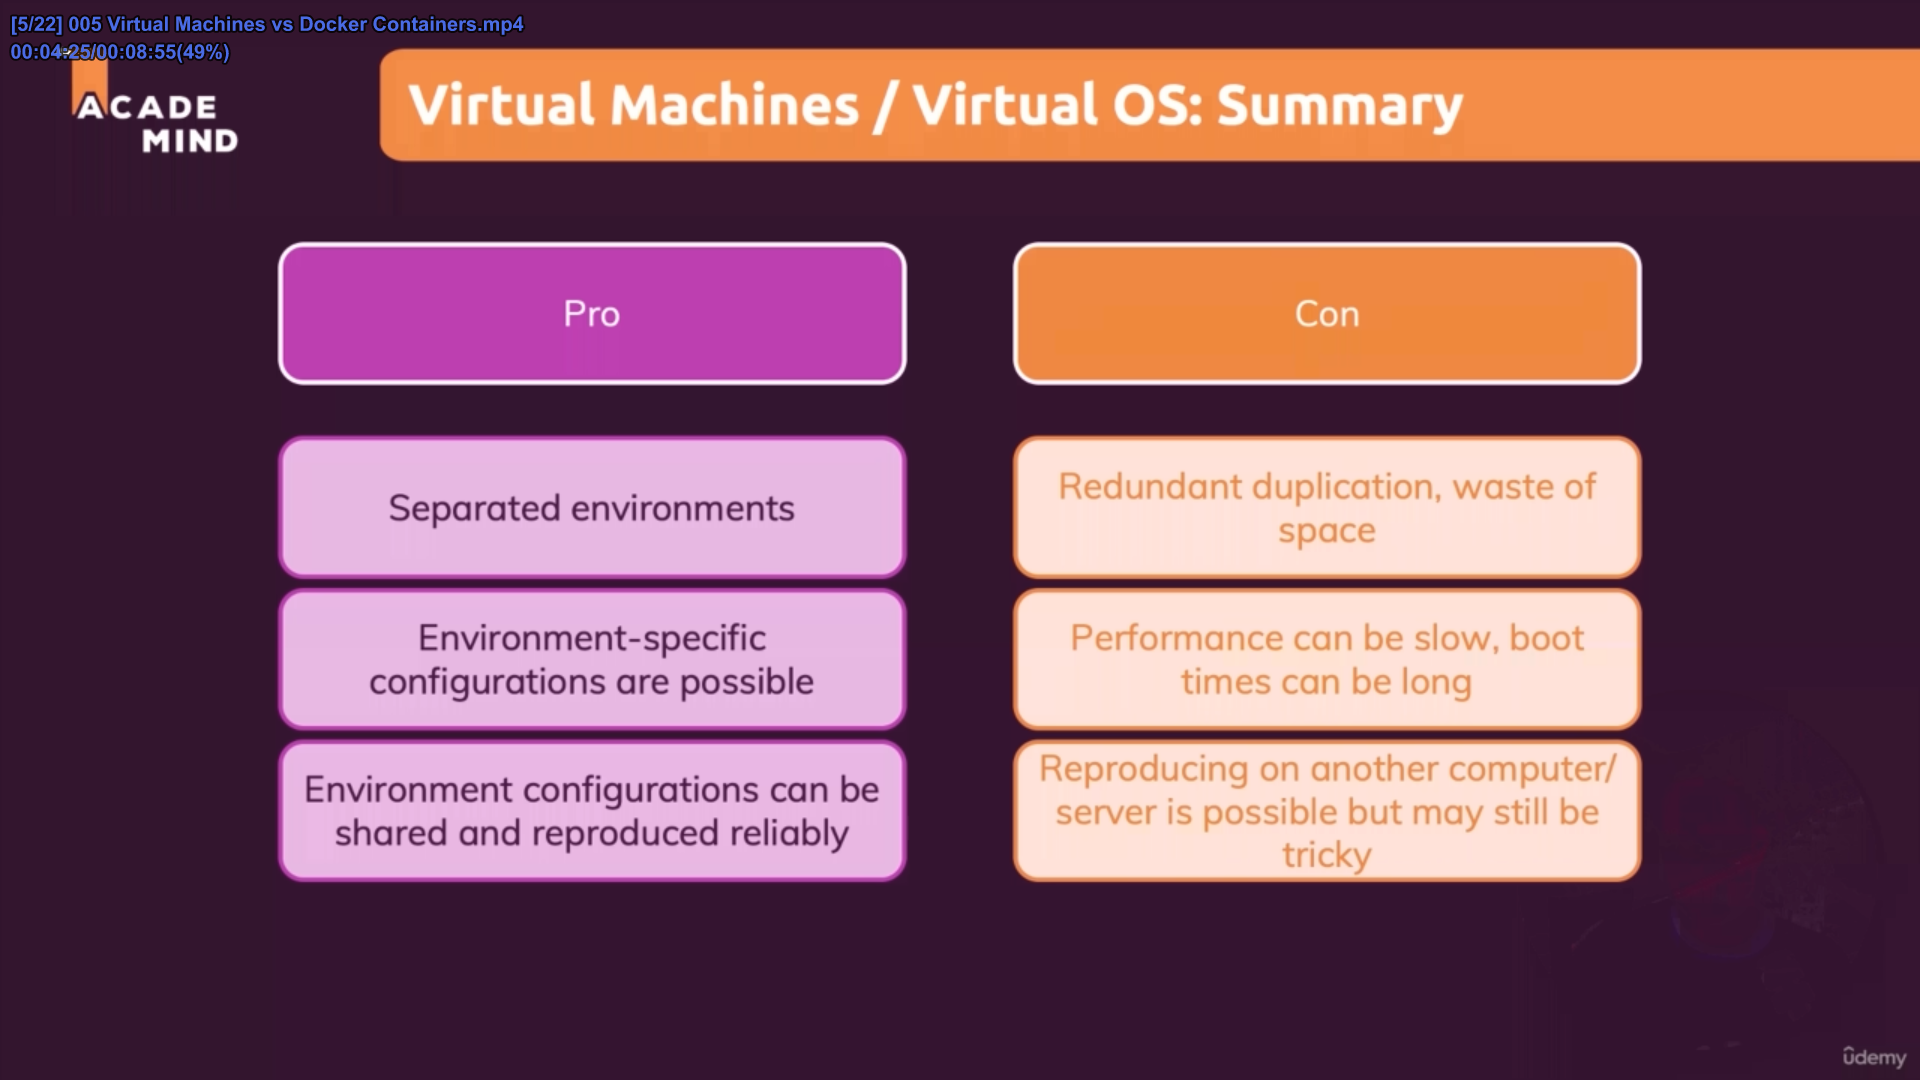 [5/22] 005 Virtual Machines vs Docker Containers.mp4
00:04:25/00:08:55(49%)
ACADE
MIND
Virtual Machines / Virtual OS: Summary
Pro
Con
Separated environments
Redundant duplication, waste of
space
Environment-specific
configurations are possible
Performance can be slow, boot
times can be long
Environment configurations can be
shared and reproduced reliably
Reproducing on another computer/
server is possible but may still be
tricky
ûdemy